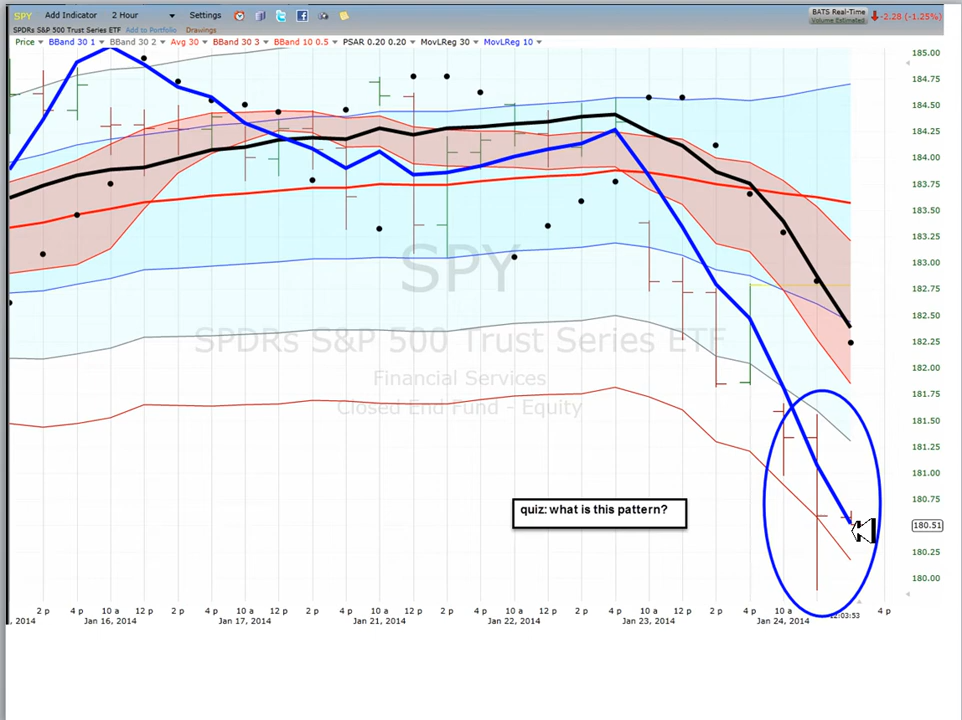 SPY Add Indicator 2 Hour Settings BATS Real-Time -2.28 (-1.25%)
Volume Estimated
SPDRs S&P 500 Trust Series ETF Add to Portfolio Drawings
Price BBand 30 1 BBand 30 2 Avg 30 BBand 30 3 BBand 10 0.5 PSAR 0.20 0.20 MovLReg 30 MovLReg 10
185.00
184.75
184.50
184.25
184.00
183.75
183.50
183.25
183.00
182.75
182.50
182.25
182.00
181.75
181.50
181.25
181.00
180.75
180.51
180.25
180.00
SPY
SPDRs S&P 500 Trust Series ETF
Financial Services
Closed End Fund - Equity
quiz: what is this pattern?
2 p 4 p 10 a 12 p 2 p 4 p 10 a 12 p 2 p 4 p 10 a 12 p 2 p 4 p 10 a 12 p 2 p 4 p 10 a 12 p 2 p 4 p 10 a 4 p
12:03:53
, 2014 Jan 16, 2014 Jan 17, 2014 Jan 21, 2014 Jan 22, 2014 Jan 23, 2014 Jan 24, 2014